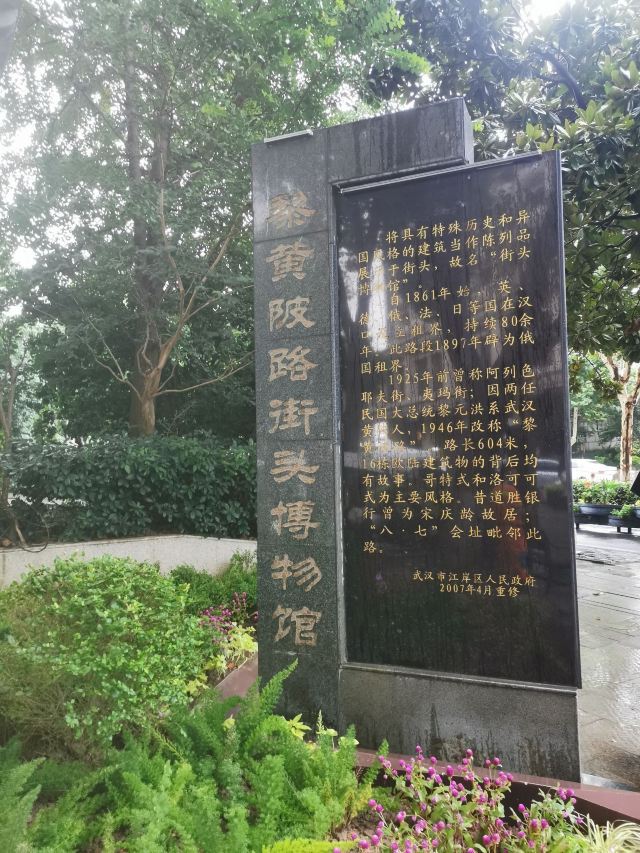 黎黄陂路街头博物馆
将具有特殊历史和异
国风格的建筑当作陈列品
展示于街头，故名“街头
博物馆”。
自1861年始，英、
德、俄、法、日等国在汉
口设立租界，持续80余
年。此路段1897年辟为俄
国租界。
1925年前曾称阿列色
耶夫街、夷玛街；因两任
民国大总统黎元洪系武汉
黄陂人，1946年改称“黎
黄陂路”。路长604米，
16栋欧陆建筑物的背后均
有故事。哥特式和洛可可
式为主要风格。昔道胜银
行曾为宋庆龄故居；
“八·七”会址毗邻此
路。
武汉市江岸区人民政府
2007年4月重修